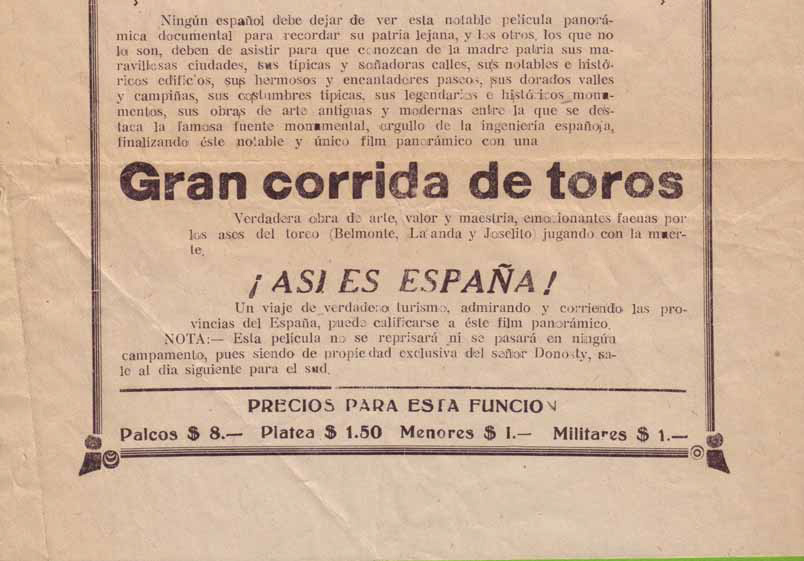 Ningún español debe dejar de ver esta notable película panorá-
mica documental para recordar su patria lejana, y los otros, los que no
lo son, deben de asistir para que conozcan de la madre patria sus ma-
ravillosas ciudades, sus típicas y soñadoras calles, sus notables e histó-
ricos edificios, sus hermosos y encantadores paseos, sus dorados valles
y campiñas, sus costumbres típicas, sus legendarios e históricos monu-
mentos, sus obras de arte antiguas y modernas entre la que se des-
taca la famosa fuente monumental, orgullo de la ingeniería española,
finalizando éste notable y único film panorámico con una
Gran corrida de toros
Verdadera obra de arte, valor y maestría, emocionantes faenas por
los ases del toreo (Belmonte, Lalanda y Joselito) jugando con la muer-
te.
¡ASI ES ESPAÑA!
Un viaje de verdadero turismo, admirando y corriendo las pro-
vincias del España, puede calificarse a éste film panorámico.
NOTA:— Esta película no se reprisará ni se pasará en ningún
campamento, pues siendo de propiedad exclusiva del señor Donosty, sa-
le al dia siguiente para el sud.
PRECIOS PARA ESTA FUNCION
Palcos $ 8.— Platea $ 1.50 Menores $ 1.— Militares $ 1.—